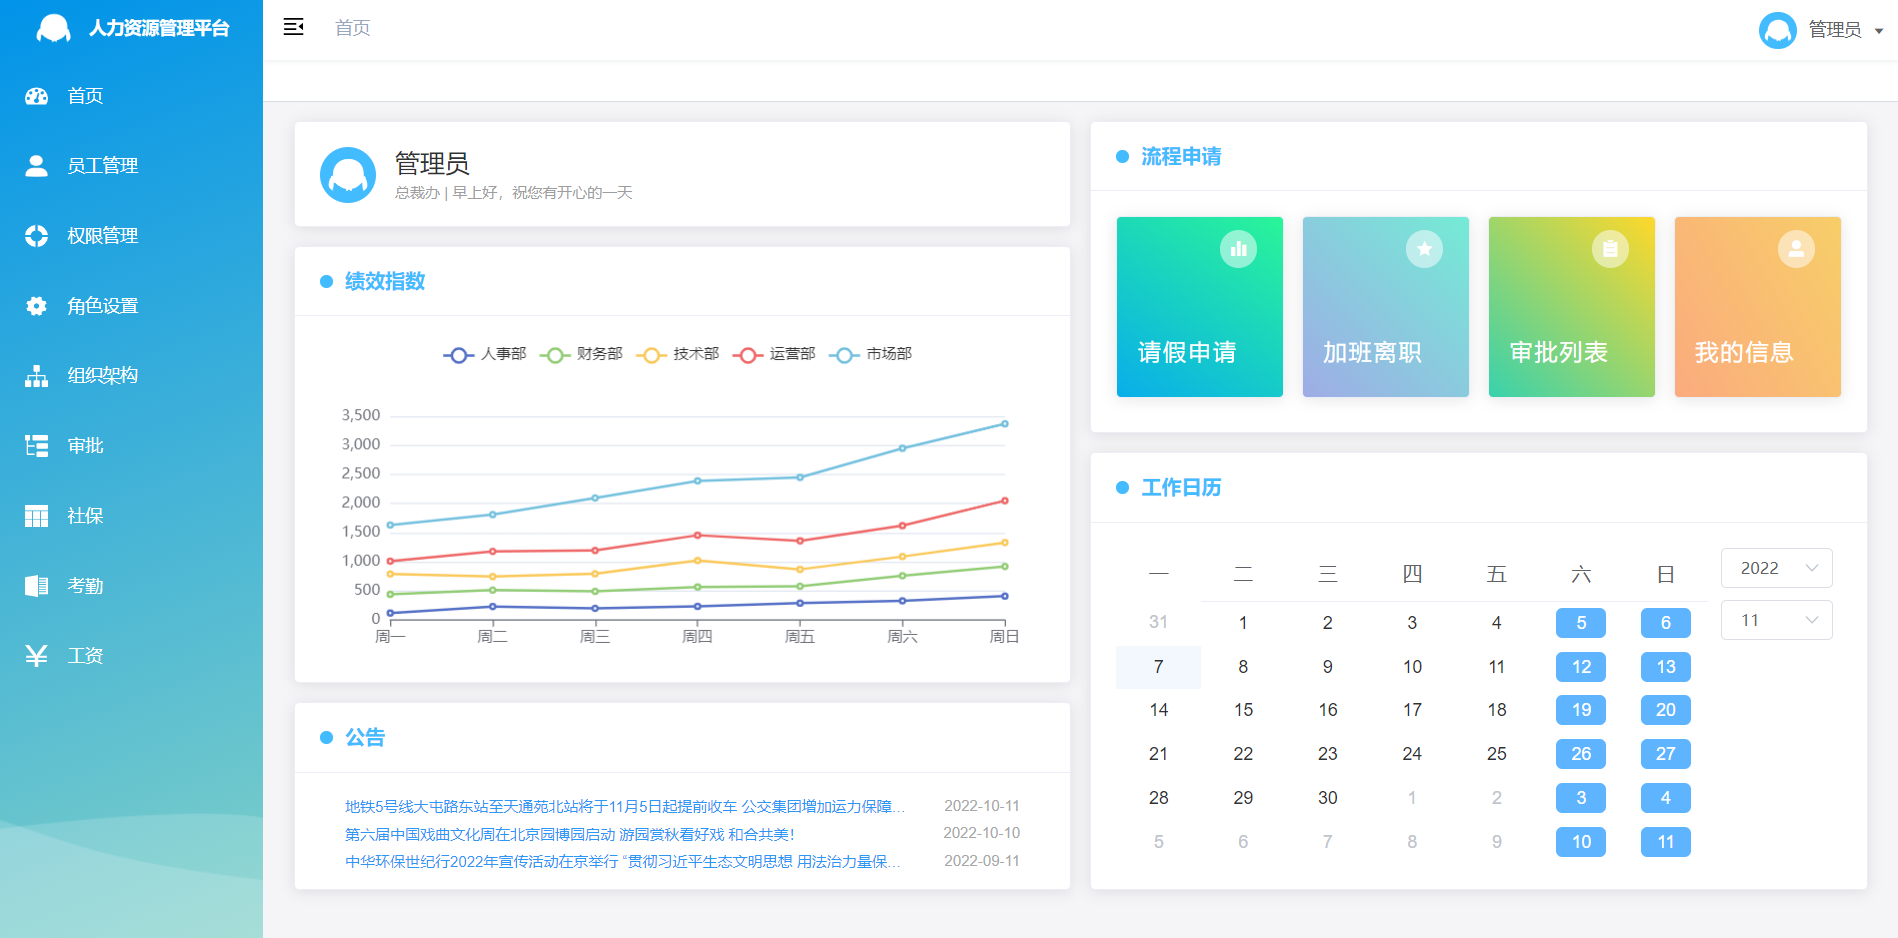 人力资源管理平台
首页
员工管理
权限管理
角色设置
组织架构
审批
社保
考勤
工资
首页
管理员
管理员
总裁办 | 早上好，祝您有开心的一天
绩效指数
人事部 财务部 技术部 运营部 市场部
3,500
3,000
2,500
2,000
1,500
1,000
500
0
周一 周二 周三 周四 周五 周六 周日
公告
地铁5号线大屯路东站至天通苑北站将于11月5日起提前收车 公交集团增加运力保障... 2022-10-11
第六届中国戏曲文化周在北京园博园启动 游园赏秋看好戏 和合共美！ 2022-10-10
中华环保世纪行2022年宣传活动在京举行 “贯彻习近平生态文明思想 用法治力量保... 2022-09-11
流程申请
请假申请 加班离职 审批列表 我的信息
工作日历
2022
11
一 二 三 四 五 六 日
31 1 2 3 4 5 6
7 8 9 10 11 12 13
14 15 16 17 18 19 20
21 22 23 24 25 26 27
28 29 30 1 2 3 4
5 6 7 8 9 10 11